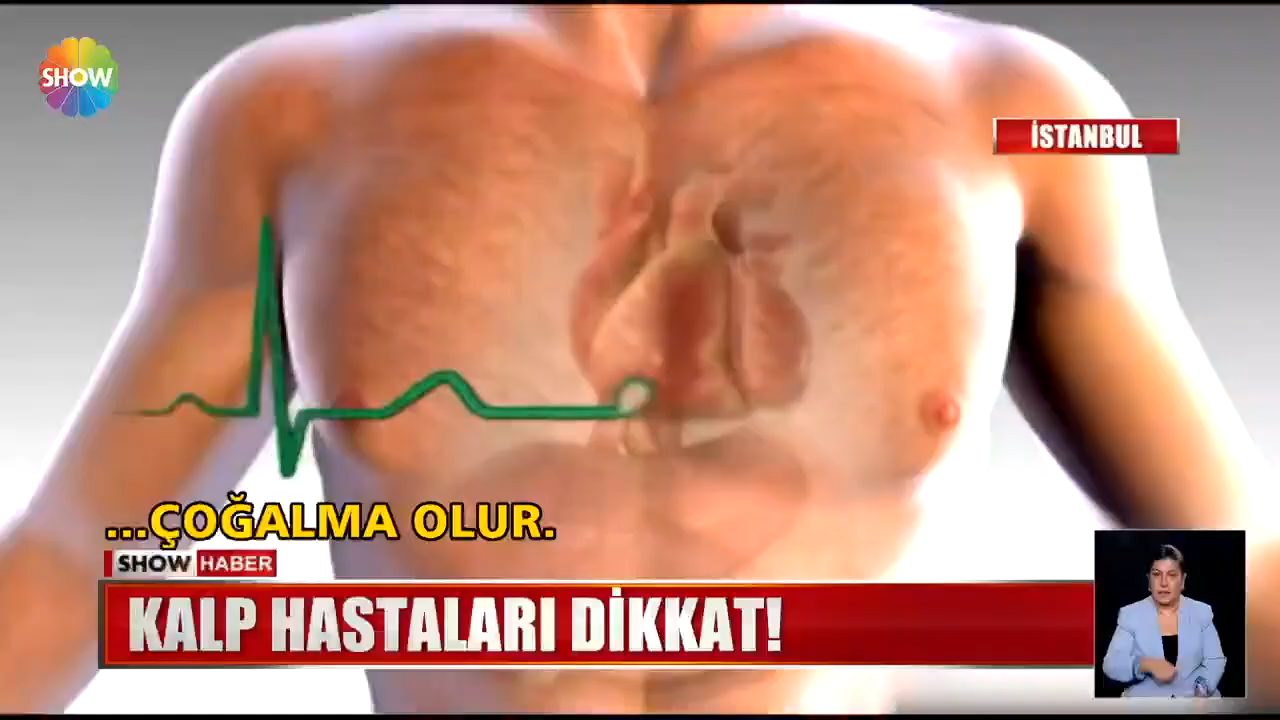 SHOW
İSTANBUL
...ÇOĞALMA OLUR.
SHOW HABER
KALP HASTALARI DİKKAT!